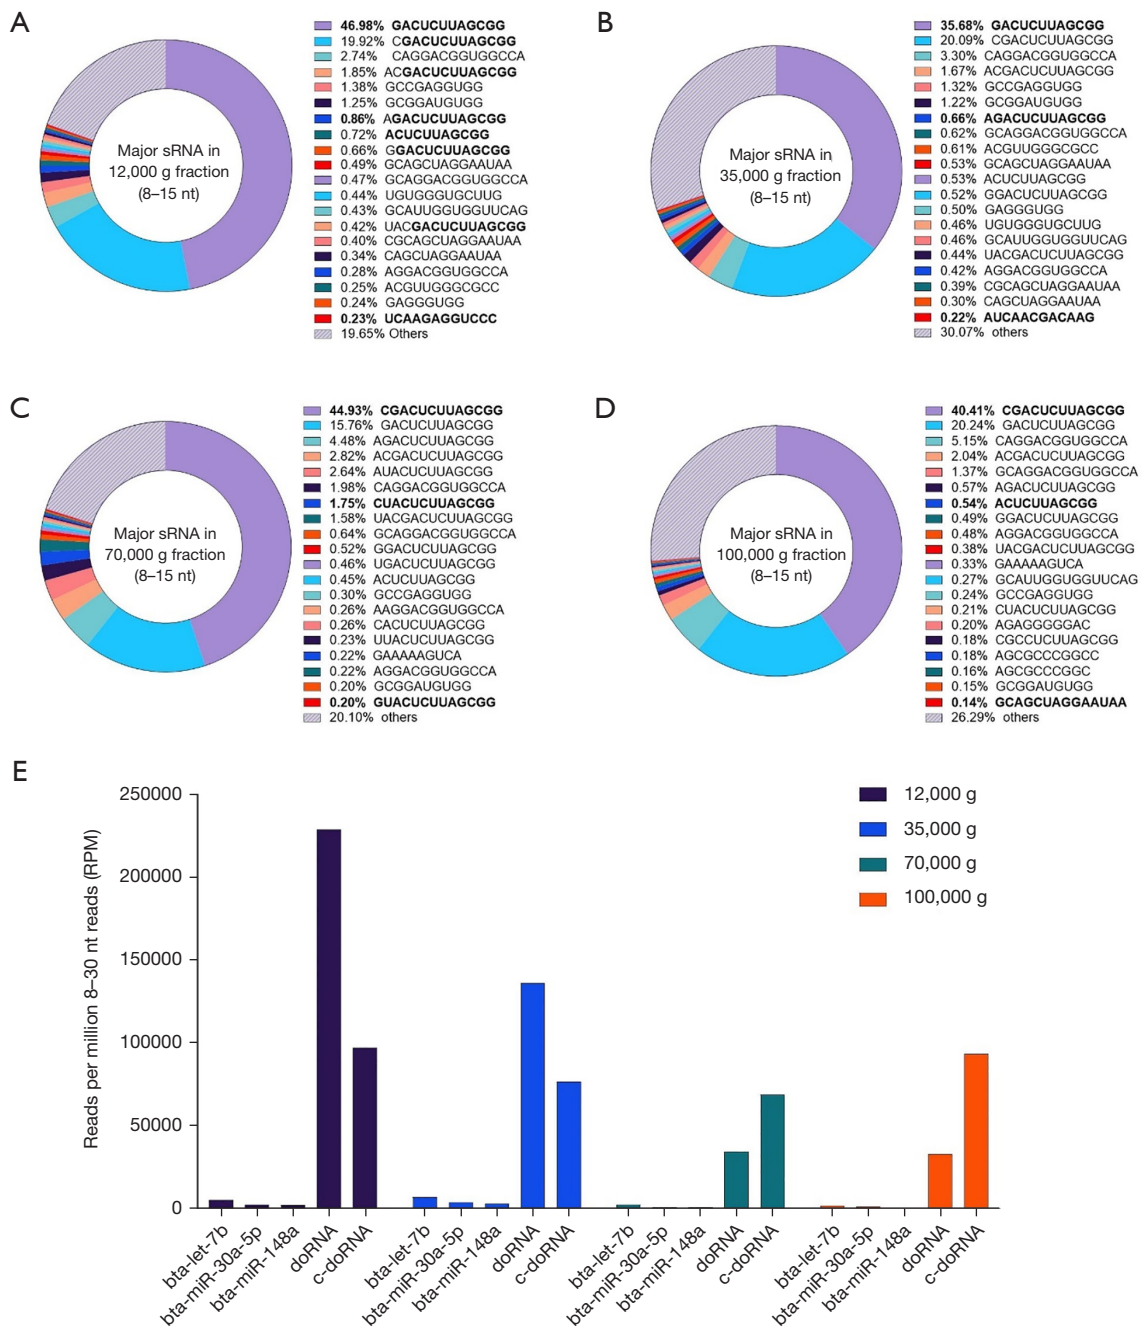 A
Major sRNA in
12,000 g fraction
(8–15 nt)
46.98% GACUCUUAGCGG
19.92% CGACUCUUAGCGG
2.74% CAGGACGGUGGCCA
1.85% ACGACUCUUAGCGG
1.38% GCCGAGGUGG
1.25% GCGGAUGUGG
0.86% AGACUCUUAGCGG
0.72% ACUCUUAGCGG
0.66% GGACUCUUAGCGG
0.49% GCAGCUAGGAAUAA
0.47% GCAGGACGGUGGCCA
0.44% UGUGGGUGCUUG
0.43% GCAUUGGUGGUUCAG
0.42% UACGACUCUUAGCGG
0.40% CGCAGCUAGGAAUAA
0.34% CAGCUAGGAAUAA
0.28% AGGACGGUGGCCA
0.25% ACGUUGGGCGCC
0.24% GAGGGUGG
0.23% UCAAGAGGUCCC
19.65% Others
B
Major sRNA in
35,000 g fraction
(8–15 nt)
35.68% GACUCUUAGCGG
20.09% CGACUCUUAGCGG
3.30% CAGGACGGUGGCCA
1.67% ACGACUCUUAGCGG
1.32% GCCGAGGUGG
1.22% GCGGAUGUGG
0.66% AGACUCUUAGCGG
0.62% GCAGGACGGUGGCCA
0.61% ACGUUGGGCGCC
0.53% GCAGCUAGGAAUAA
0.53% ACUCUUAGCGG
0.52% GGACUCUUAGCGG
0.50% GAGGGUGG
0.46% UGUGGGUGCUUG
0.46% GCAUUGGUGGUUCAG
0.44% UACGACUCUUAGCGG
0.42% AGGACGGUGGCCA
0.39% CGCAGCUAGGAAUAA
0.30% CAGCUAGGAAUAA
0.22% AUCAACGACAAG
30.07% others
C
Major sRNA in
70,000 g fraction
(8–15 nt)
44.93% CGACUCUUAGCGG
15.76% GACUCUUAGCGG
4.48% AGACUCUUAGCGG
2.82% ACGACUCUUAGCGG
2.64% AUACUCUUAGCGG
1.98% CAGGACGGUGGCCA
1.75% CUACUCUUAGCGG
1.58% UACGACUCUUAGCGG
0.64% GCAGGACGGUGGCCA
0.52% GGACUCUUAGCGG
0.46% UGACUCUUAGCGG
0.45% ACUCUUAGCGG
0.30% GCCGAGGUGG
0.26% AAGGACGGUGGCCA
0.26% CACUCUUAGCGG
0.23% UUACUCUUAGCGG
0.22% GAAAAAGUCA
0.22% AGGACGGUGGCCA
0.20% GCGGAUGUGG
0.20% GUACUCUUAGCGG
20.10% others
D
Major sRNA in
100,000 g fraction
(8–15 nt)
40.41% CGACUCUUAGCGG
20.24% GACUCUUAGCGG
5.15% CAGGACGGUGGCCA
2.04% ACGACUCUUAGCGG
1.37% GCAGGACGGUGGCCA
0.57% AGACUCUUAGCGG
0.54% ACUCUUAGCGG
0.49% GGACUCUUAGCGG
0.48% AGGACGGUGGCCA
0.38% UACGACUCUUAGCGG
0.33% GAAAAAGUCA
0.27% GCAUUGGUGGUUCAG
0.24% GCCGAGGUGG
0.21% CUACUCUUAGCGG
0.20% AGAGGGGGAC
0.18% CGCCUCUUAGCGG
0.18% AGCGCCCGGCC
0.16% AGCGCCCGGC
0.15% GCGGAUGUGG
0.14% GCAGCUAGGAAUAA
26.29% others
E
Reads per million 8–30 nt reads (RPM)
250000
200000
150000
100000
50000
0
12,000 g
35,000 g
70,000 g
100,000 g
bta-let-7b
bta-miR-30a-5p
bta-miR-148a
doRNA
c-doRNA
bta-let-7b
bta-miR-30a-5p
bta-miR-148a
doRNA
c-doRNA
bta-let-7b
bta-miR-30a-5p
bta-miR-148a
doRNA
c-doRNA
bta-let-7b
bta-miR-30a-5p
bta-miR-148a
doRNA
c-doRNA